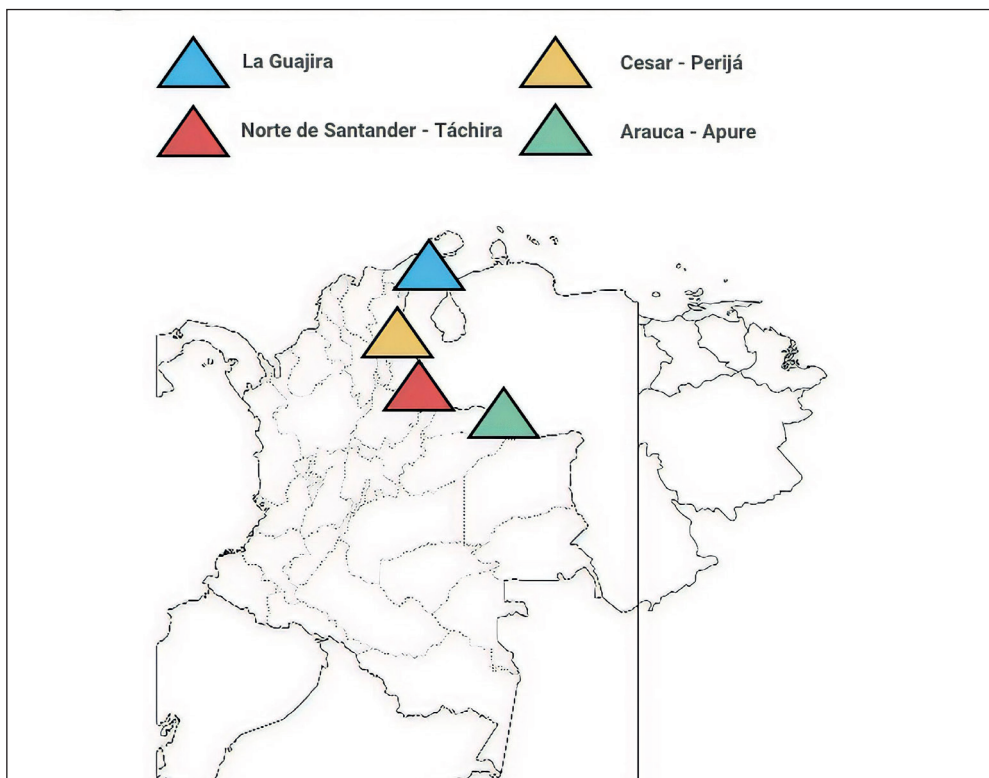 La Guajira
Cesar - Perijá
Norte de Santander - Táchira
Arauca - Apure